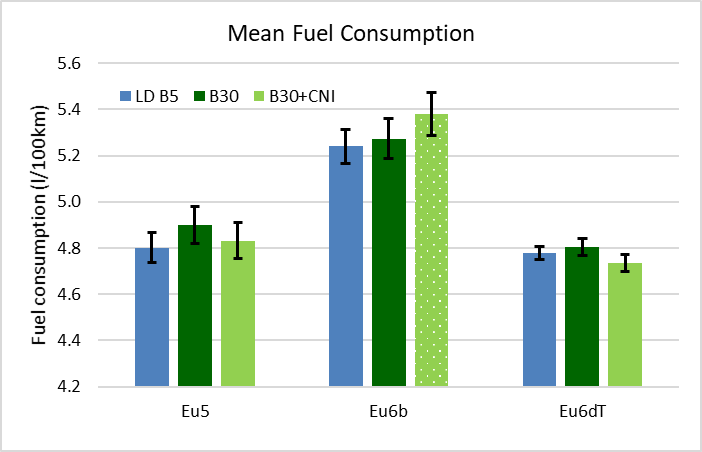 Mean Fuel Consumption
5.6
LD B5 B30 B30+CNI
5.4
5.2
5.0
4.8
4.6
4.4
4.2
Fuel consumption (l/100km)
Eu5 Eu6b Eu6dT